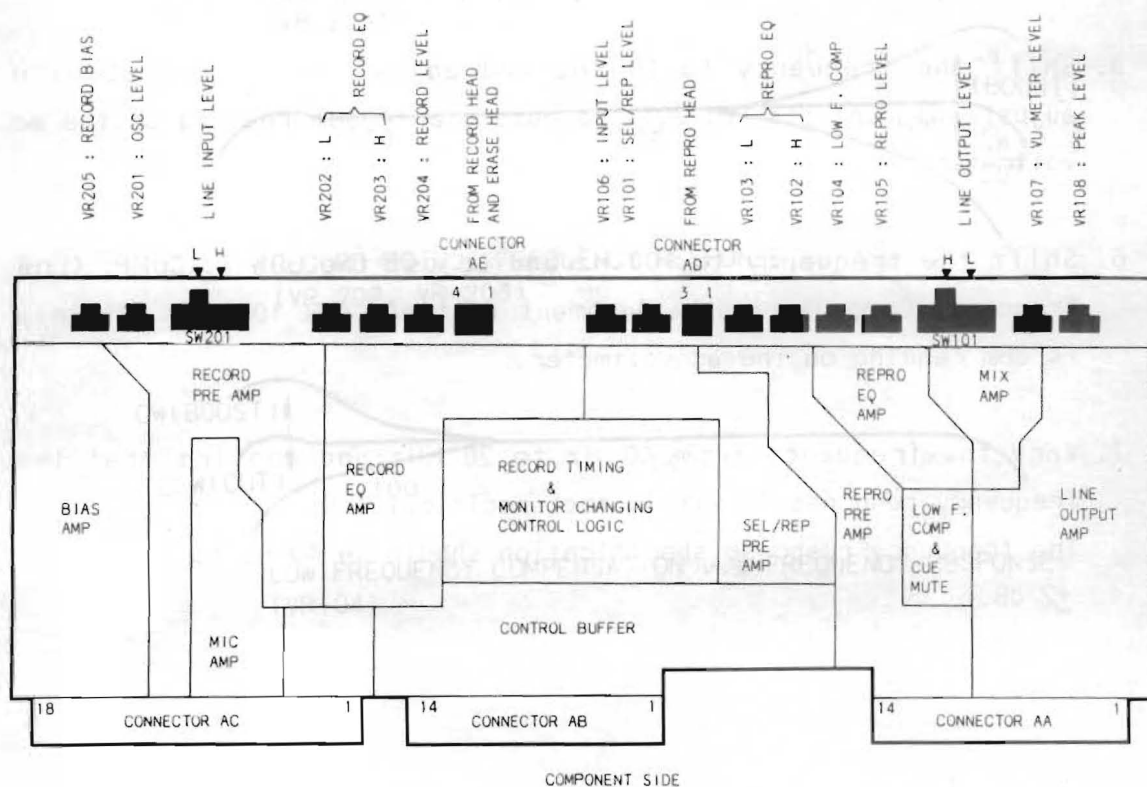 VR205 : RECORD BIAS
VR201 : OSC LEVEL
LINE INPUT LEVEL
L
H
VR202 : L
VR203 : H
RECORD EQ
VR204 : RECORD LEVEL
FROM RECORD HEAD
AND ERASE HEAD
VR106 : INPUT LEVEL
VR101 : SEL/REP LEVEL
FROM REPRO HEAD
VR103 : L
VR102 : H
REPRO EQ
VR104 : LOW F. COMP
VR105 : REPRO LEVEL
LINE OUTPUT LEVEL
H
L
VR107 : VU METER LEVEL
VR108 : PEAK LEVEL
CONNECTOR
AE
CONNECTOR
AD
4
3 1
SW201
SW101
RECORD
PRE AMP
BIAS
AMP
MIC
AMP
RECORD
EQ
AMP
RECORD TIMING
&
MONITOR CHANGING
CONTROL LOGIC
CONTROL BUFFER
SEL/REP
PRE
AMP
REPRO
PRE
AMP
REPRO
EQ
AMP
MIX
AMP
LOW F.
COMP
&
CUE
MUTE
LINE
OUTPUT
AMP
18 CONNECTOR AC 1
14 CONNECTOR AB 1
14 CONNECTOR AA 1
COMPONENT SIDE